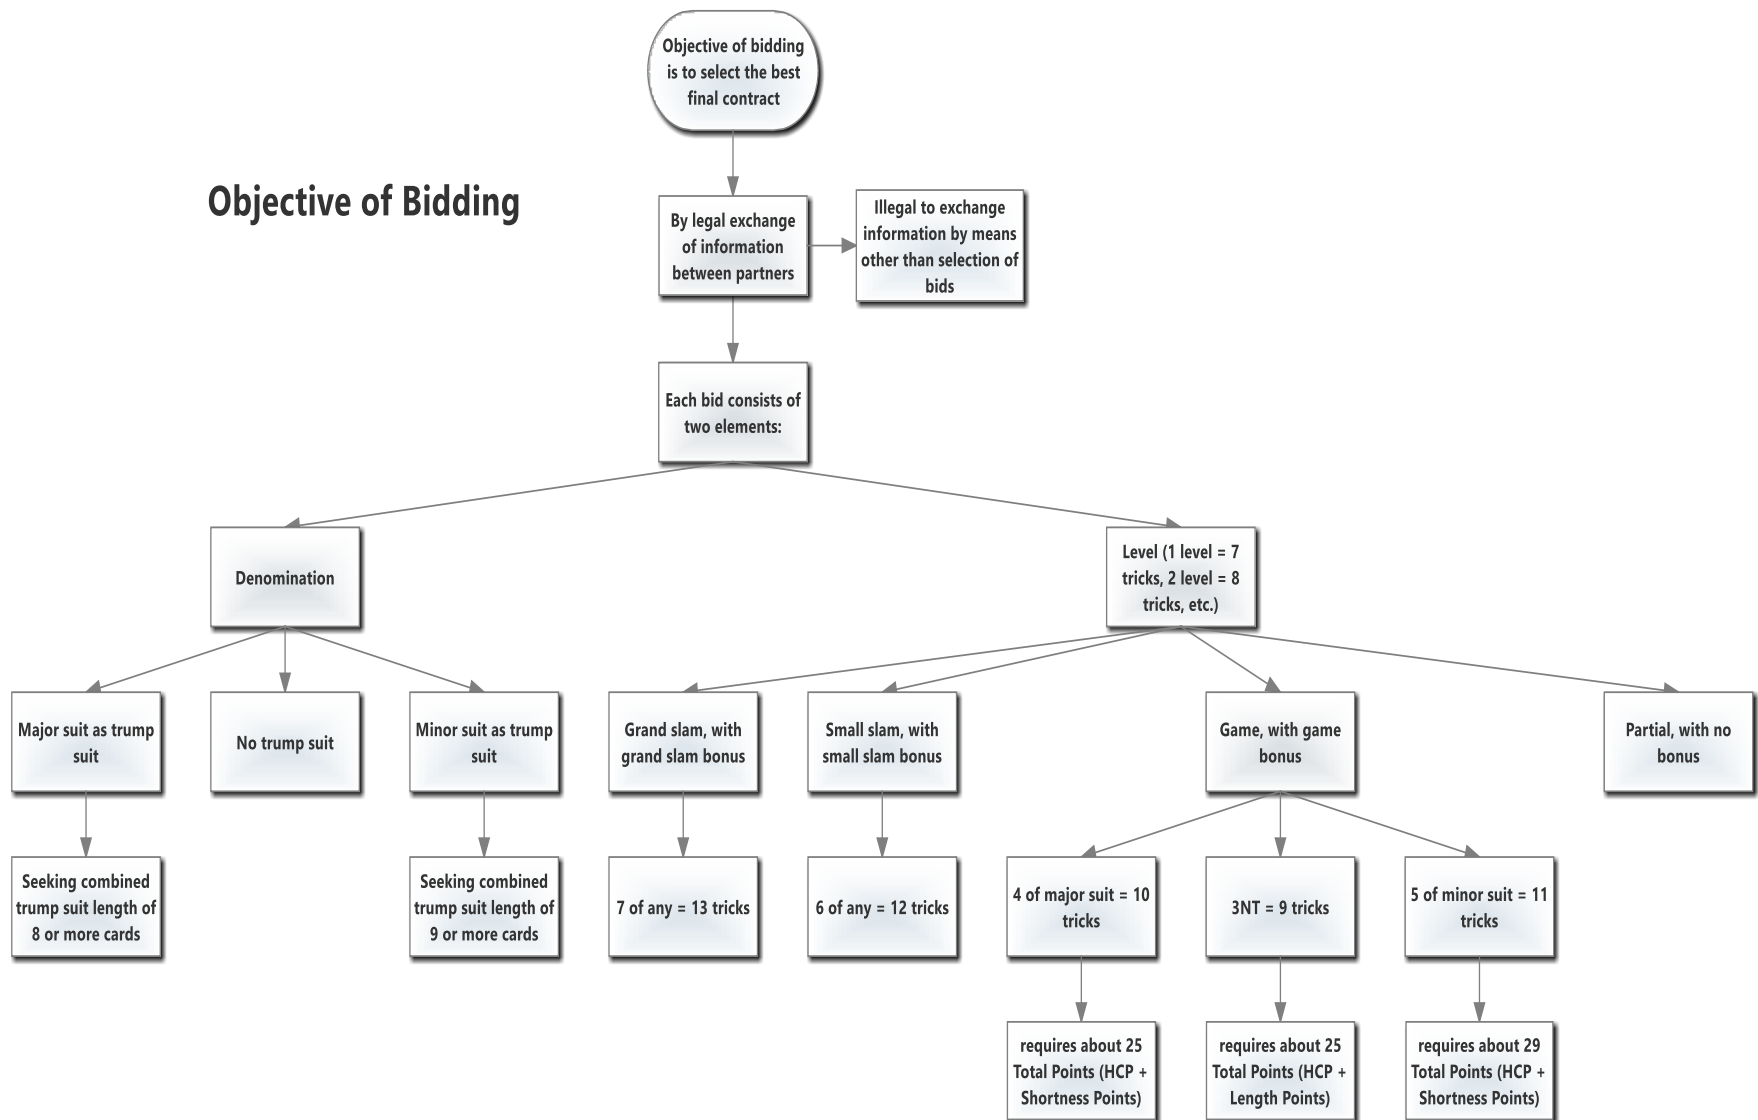 Objective of bidding
is to select the best
final contract
Objective of Bidding
By legal exchange
of information
between partners
Illegal to exchange
information by means
other than selection of
bids
Each bid consists of
two elements:
Denomination
Level (1 level = 7
tricks, 2 level = 8
tricks, etc.)
Major suit as trump
suit
No trump suit
Minor suit as trump
suit
Grand slam, with
grand slam bonus
Small slam, with
small slam bonus
Game, with game
bonus
Partial, with no
bonus
Seeking combined
trump suit length of
8 or more cards
Seeking combined
trump suit length of
9 or more cards
7 of any = 13 tricks
6 of any = 12 tricks
4 of major suit = 10
tricks
3NT = 9 tricks
5 of minor suit = 11
tricks
requires about 25
Total Points (HCP +
Shortness Points)
requires about 25
Total Points (HCP +
Length Points)
requires about 29
Total Points (HCP +
Shortness Points)